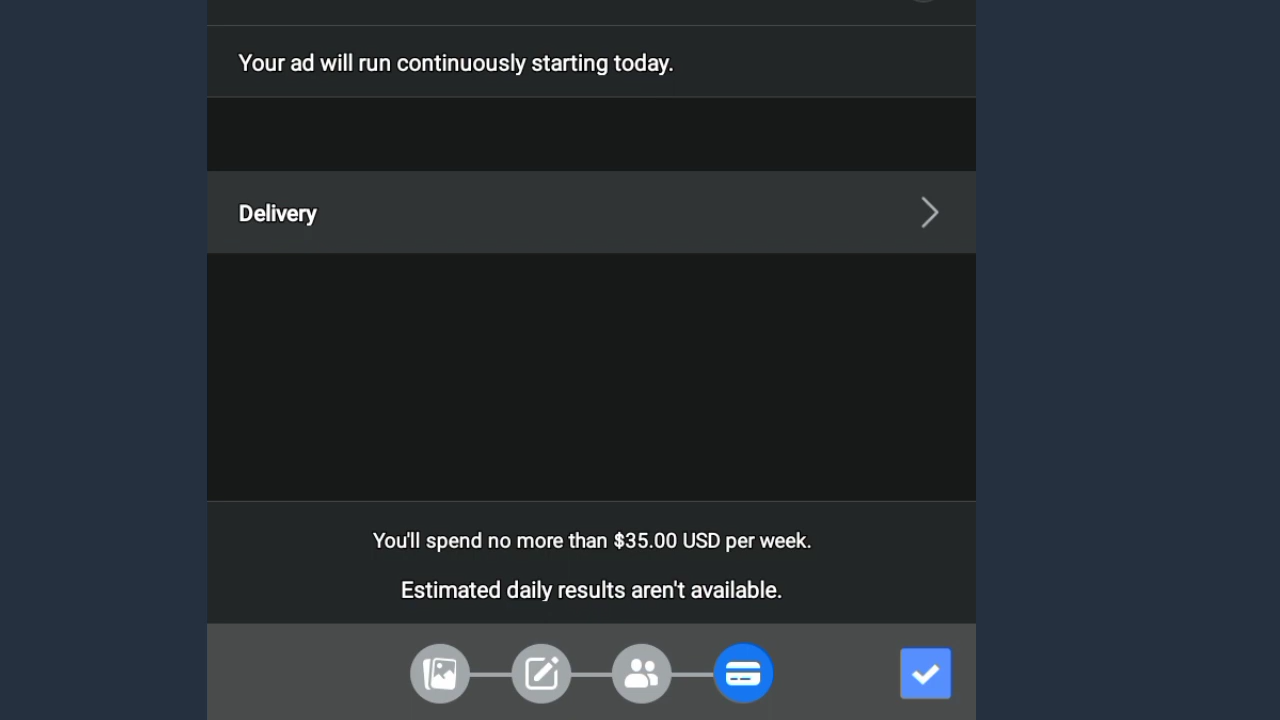 Your ad will run continuously starting today.
Delivery
You'll spend no more than $35.00 USD per week.
Estimated daily results aren't available.